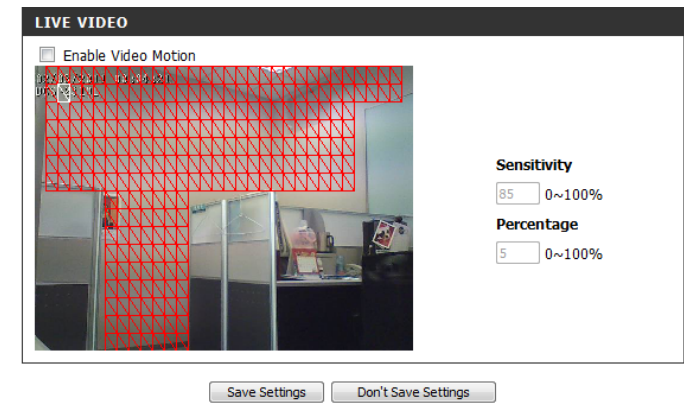 LIVE VIDEO
Enable Video Motion
Sensitivity
85 0~100%
Percentage
5 0~100%
Save Settings Don't Save Settings